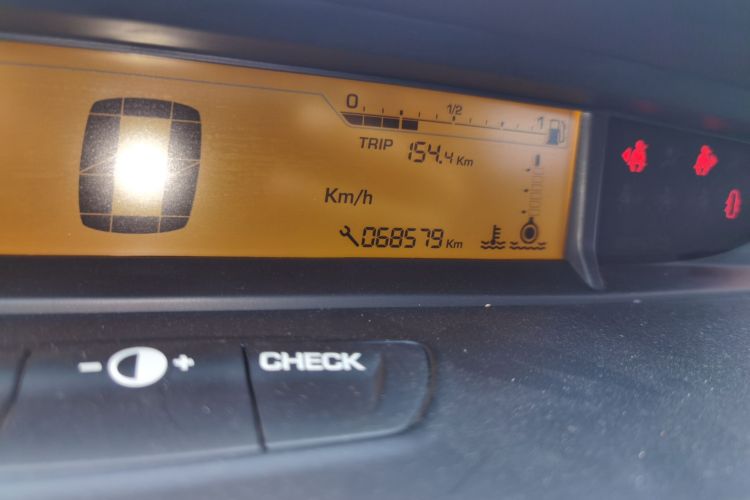 0 1/2 1
TRIP 154.4 Km
Km/h
068579 Km
- +
CHECK